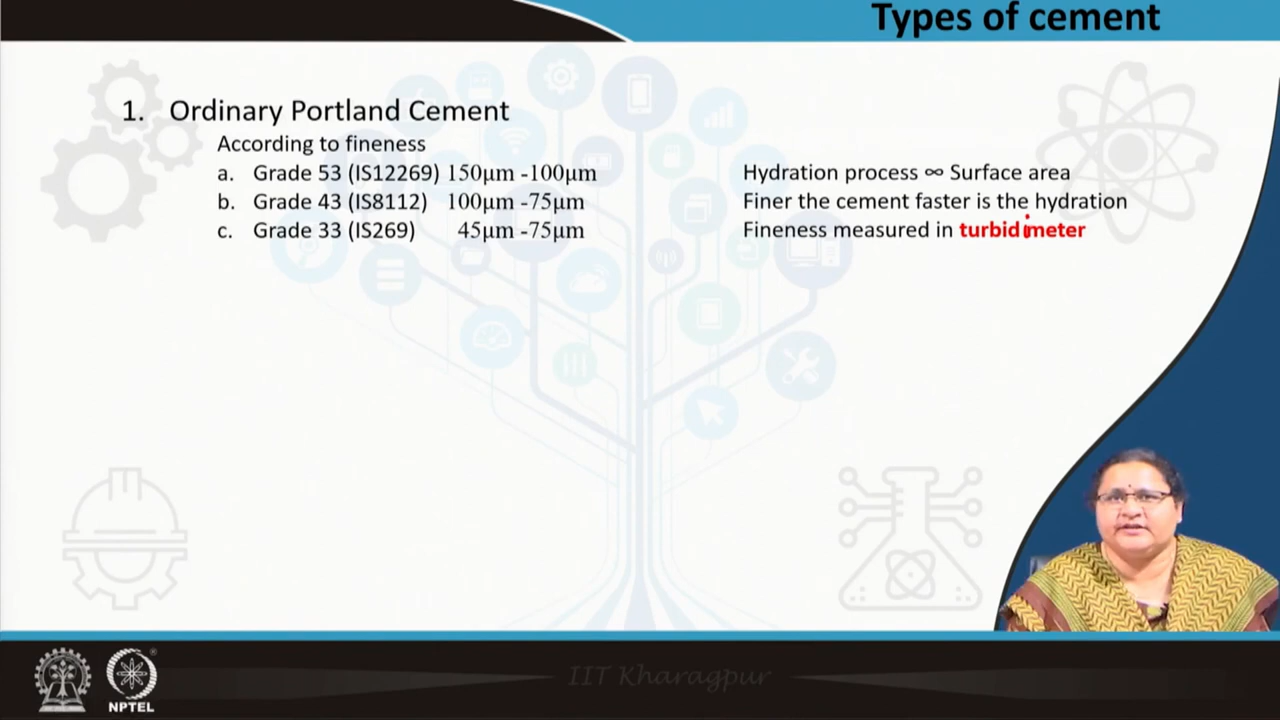 Types of cement
1. Ordinary Portland Cement
According to fineness
a. Grade 53 (IS12269) 150µm -100µm
b. Grade 43 (IS8112) 100µm -75µm
c. Grade 33 (IS269) 45µm -75µm
Hydration process ∞ Surface area
Finer the cement faster is the hydration
Fineness measured in turbidimeter
IIT Kharagpur
NPTEL